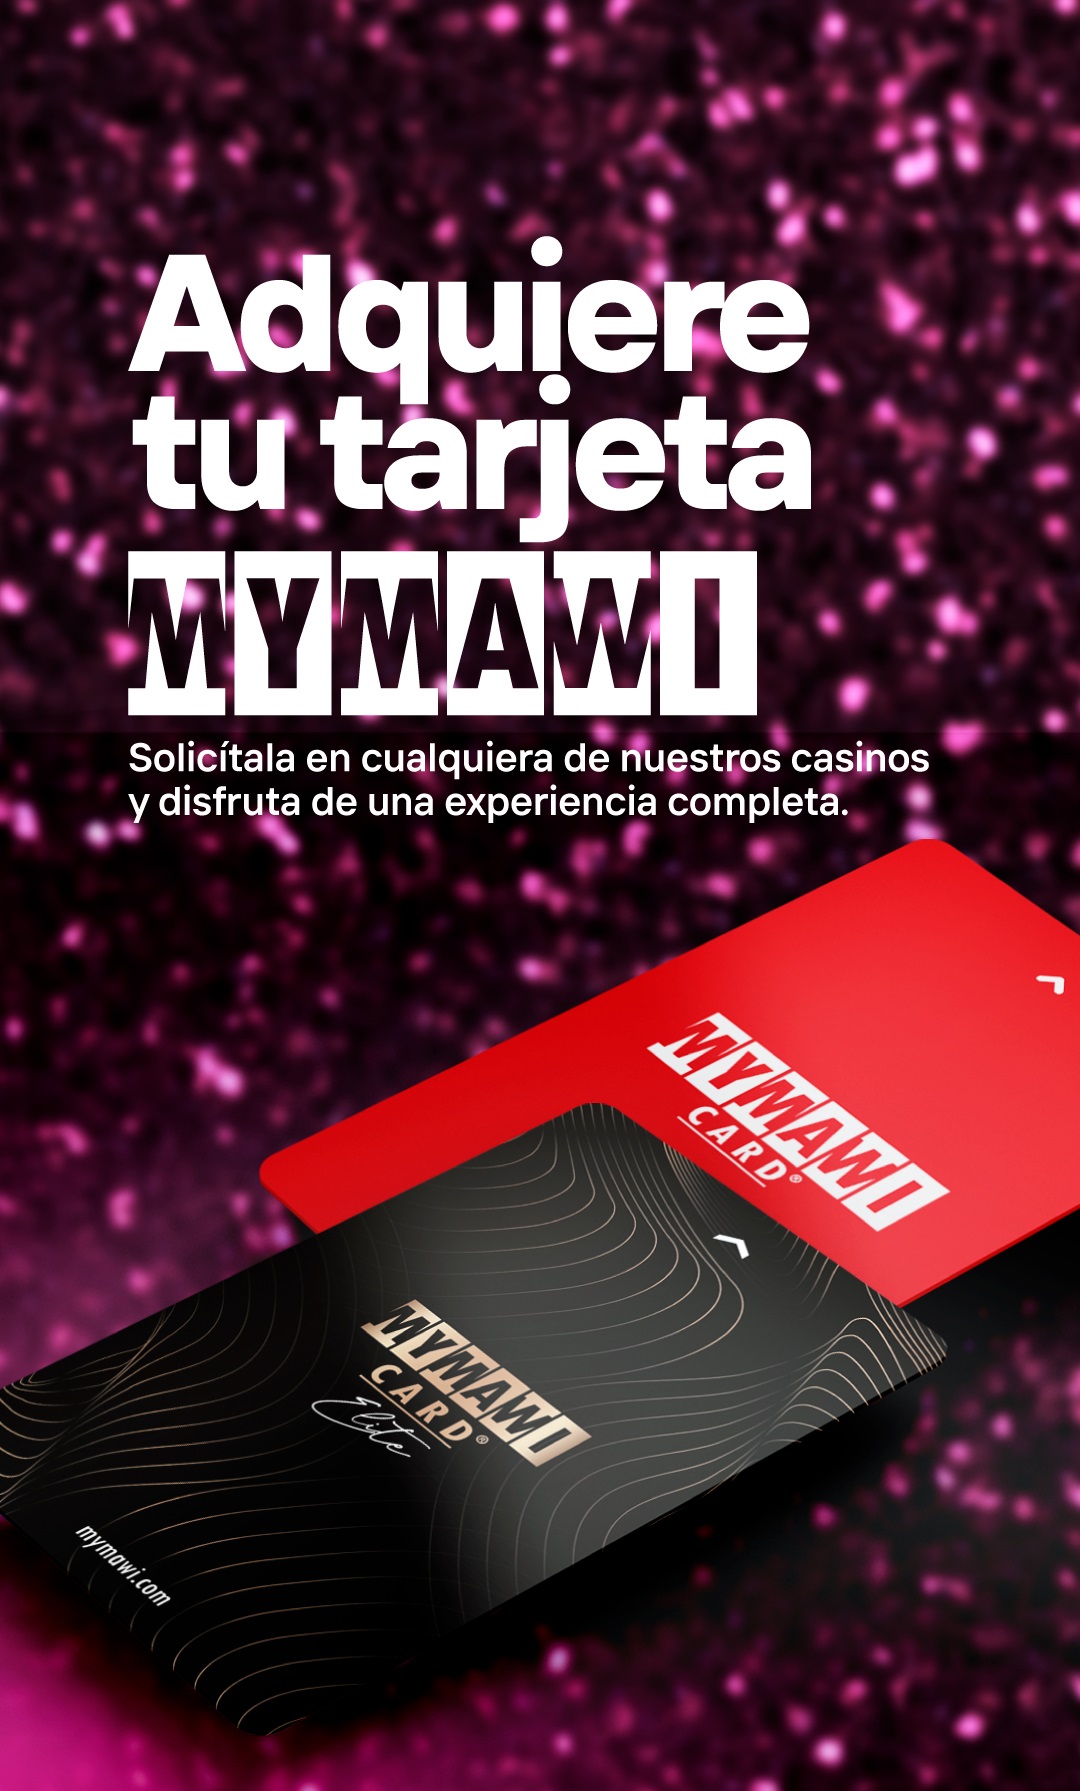 Adquiere
tu tarjeta
MYMAWI
Solicítala en cualquiera de nuestros casinos
y disfruta de una experiencia completa.
MYMAWI
CARD®
MYMAWI
CARD®
Elite
mymawi.com